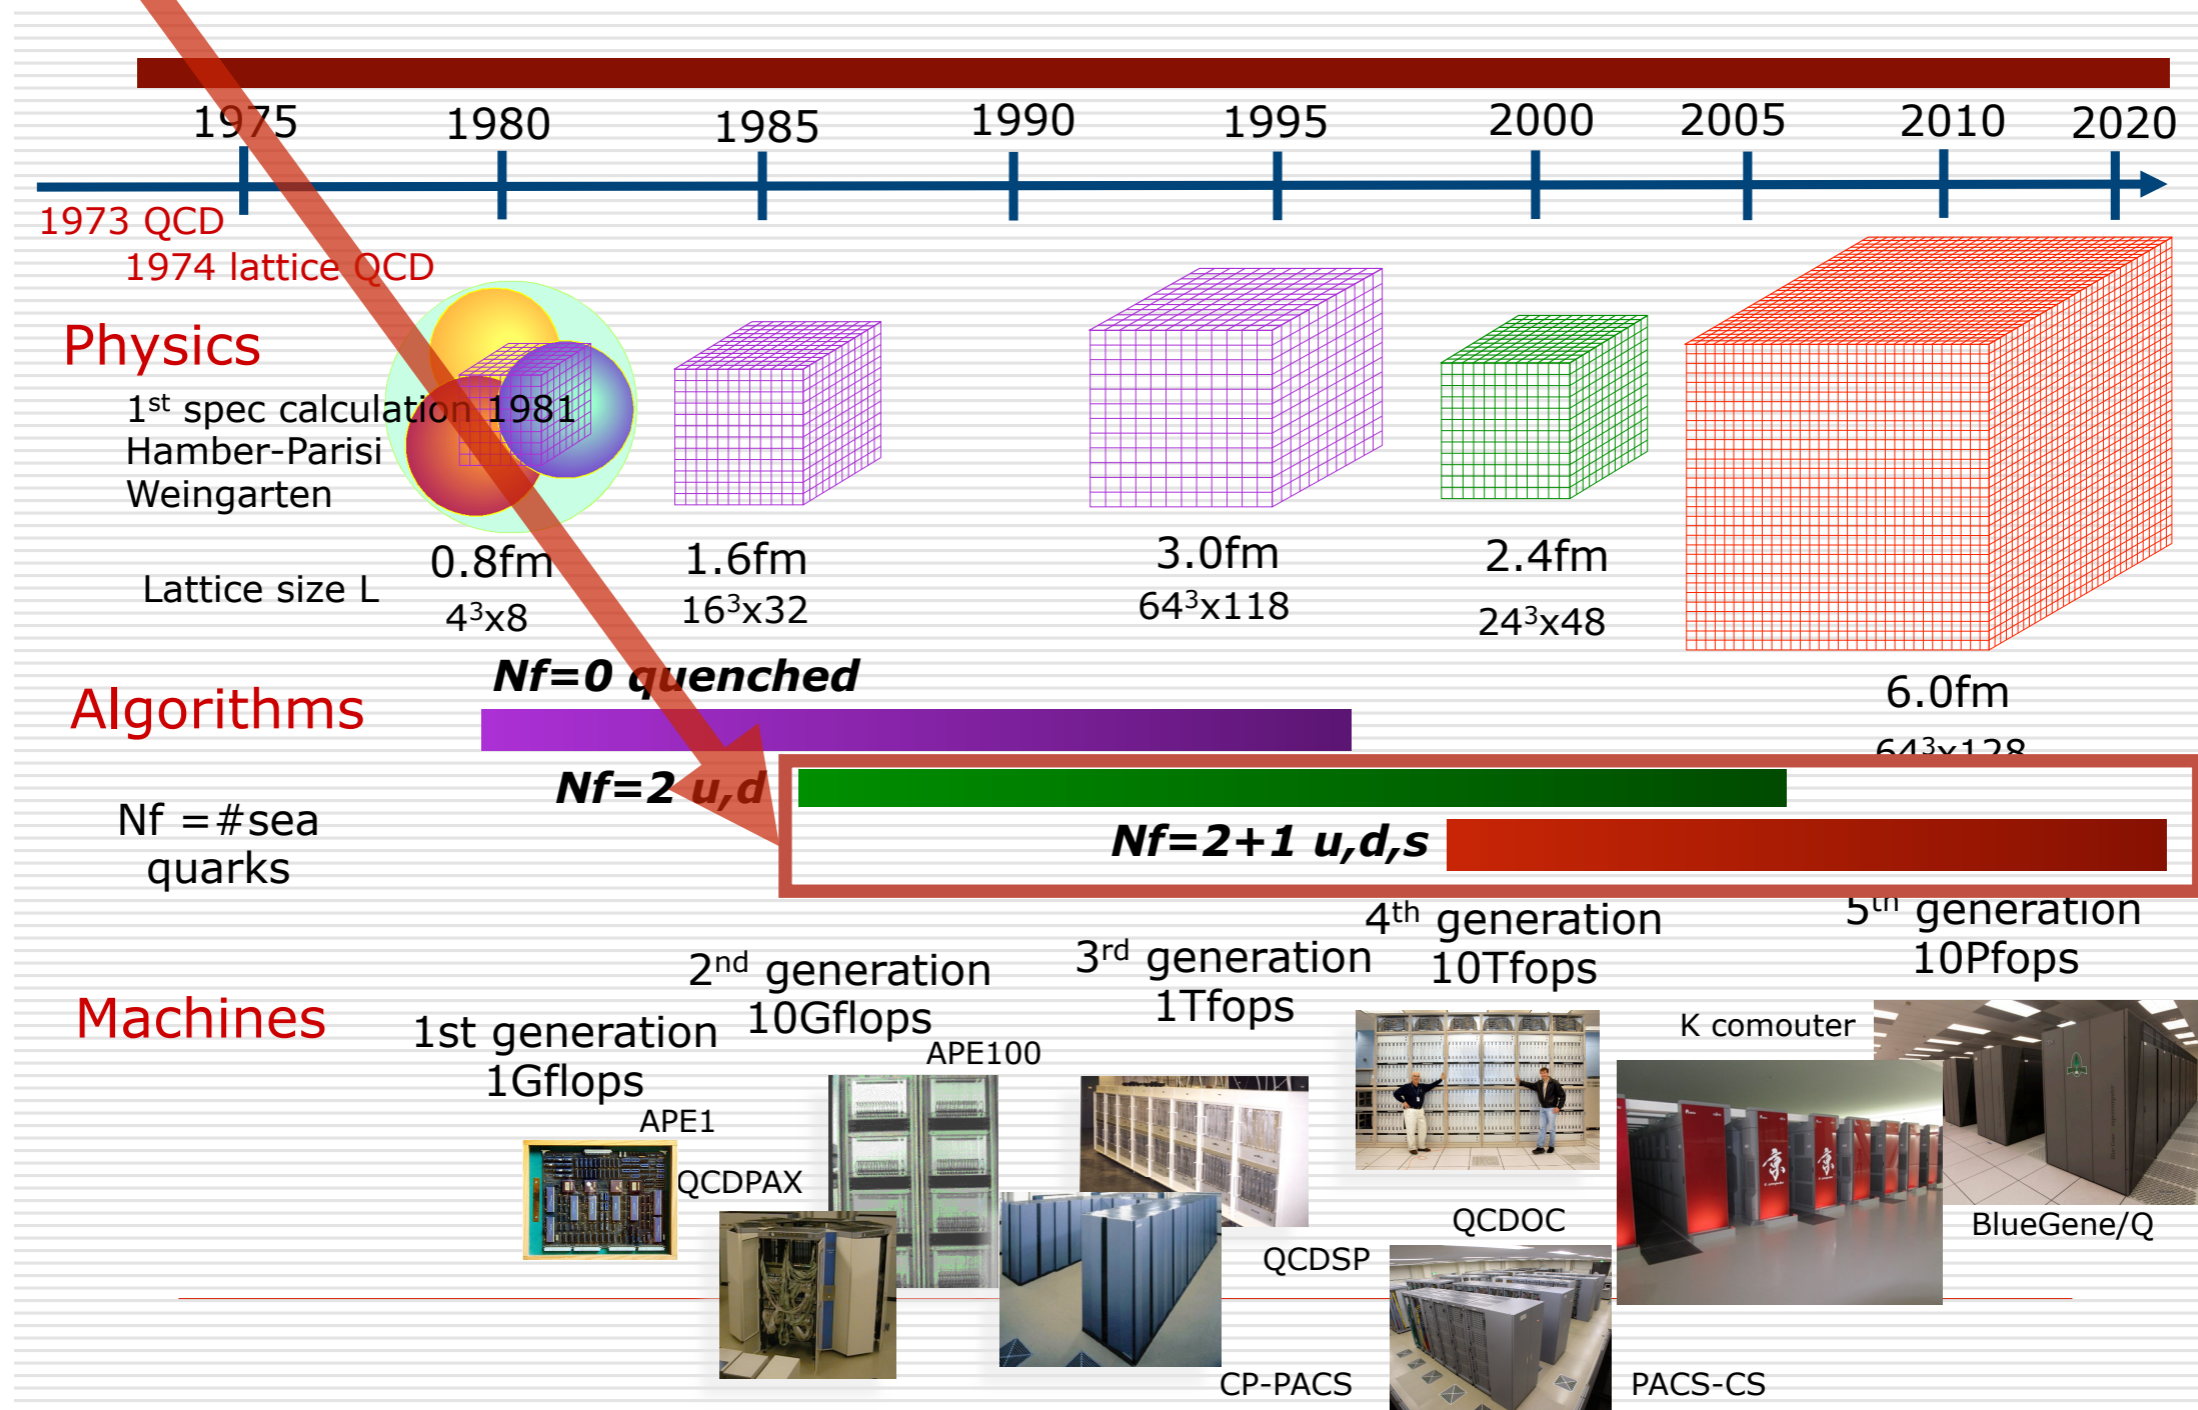 1975 1980 1985 1990 1995 2000 2005 2010 2020
1973 QCD
1974 lattice QCD
Physics
1st spec calculation 1981
Hamber-Parisi
Weingarten
Lattice size L
0.8fm
4³x8
1.6fm
16³x32
3.0fm
64³x118
2.4fm
24³x48
6.0fm
64³x128
Algorithms
Nf=0 quenched
Nf=2 u,d
Nf=2+1 u,d,s
Nf =#sea
quarks
Machines
1st generation
1Gflops
2nd generation
10Gflops
3rd generation
1Tfops
4th generation
10Tfops
5th generation
10Pfops
APE1
QCDPAX
APE100
QCDSP
CP-PACS
QCDOC
PACS-CS
K comouter
京
京
BlueGene/Q